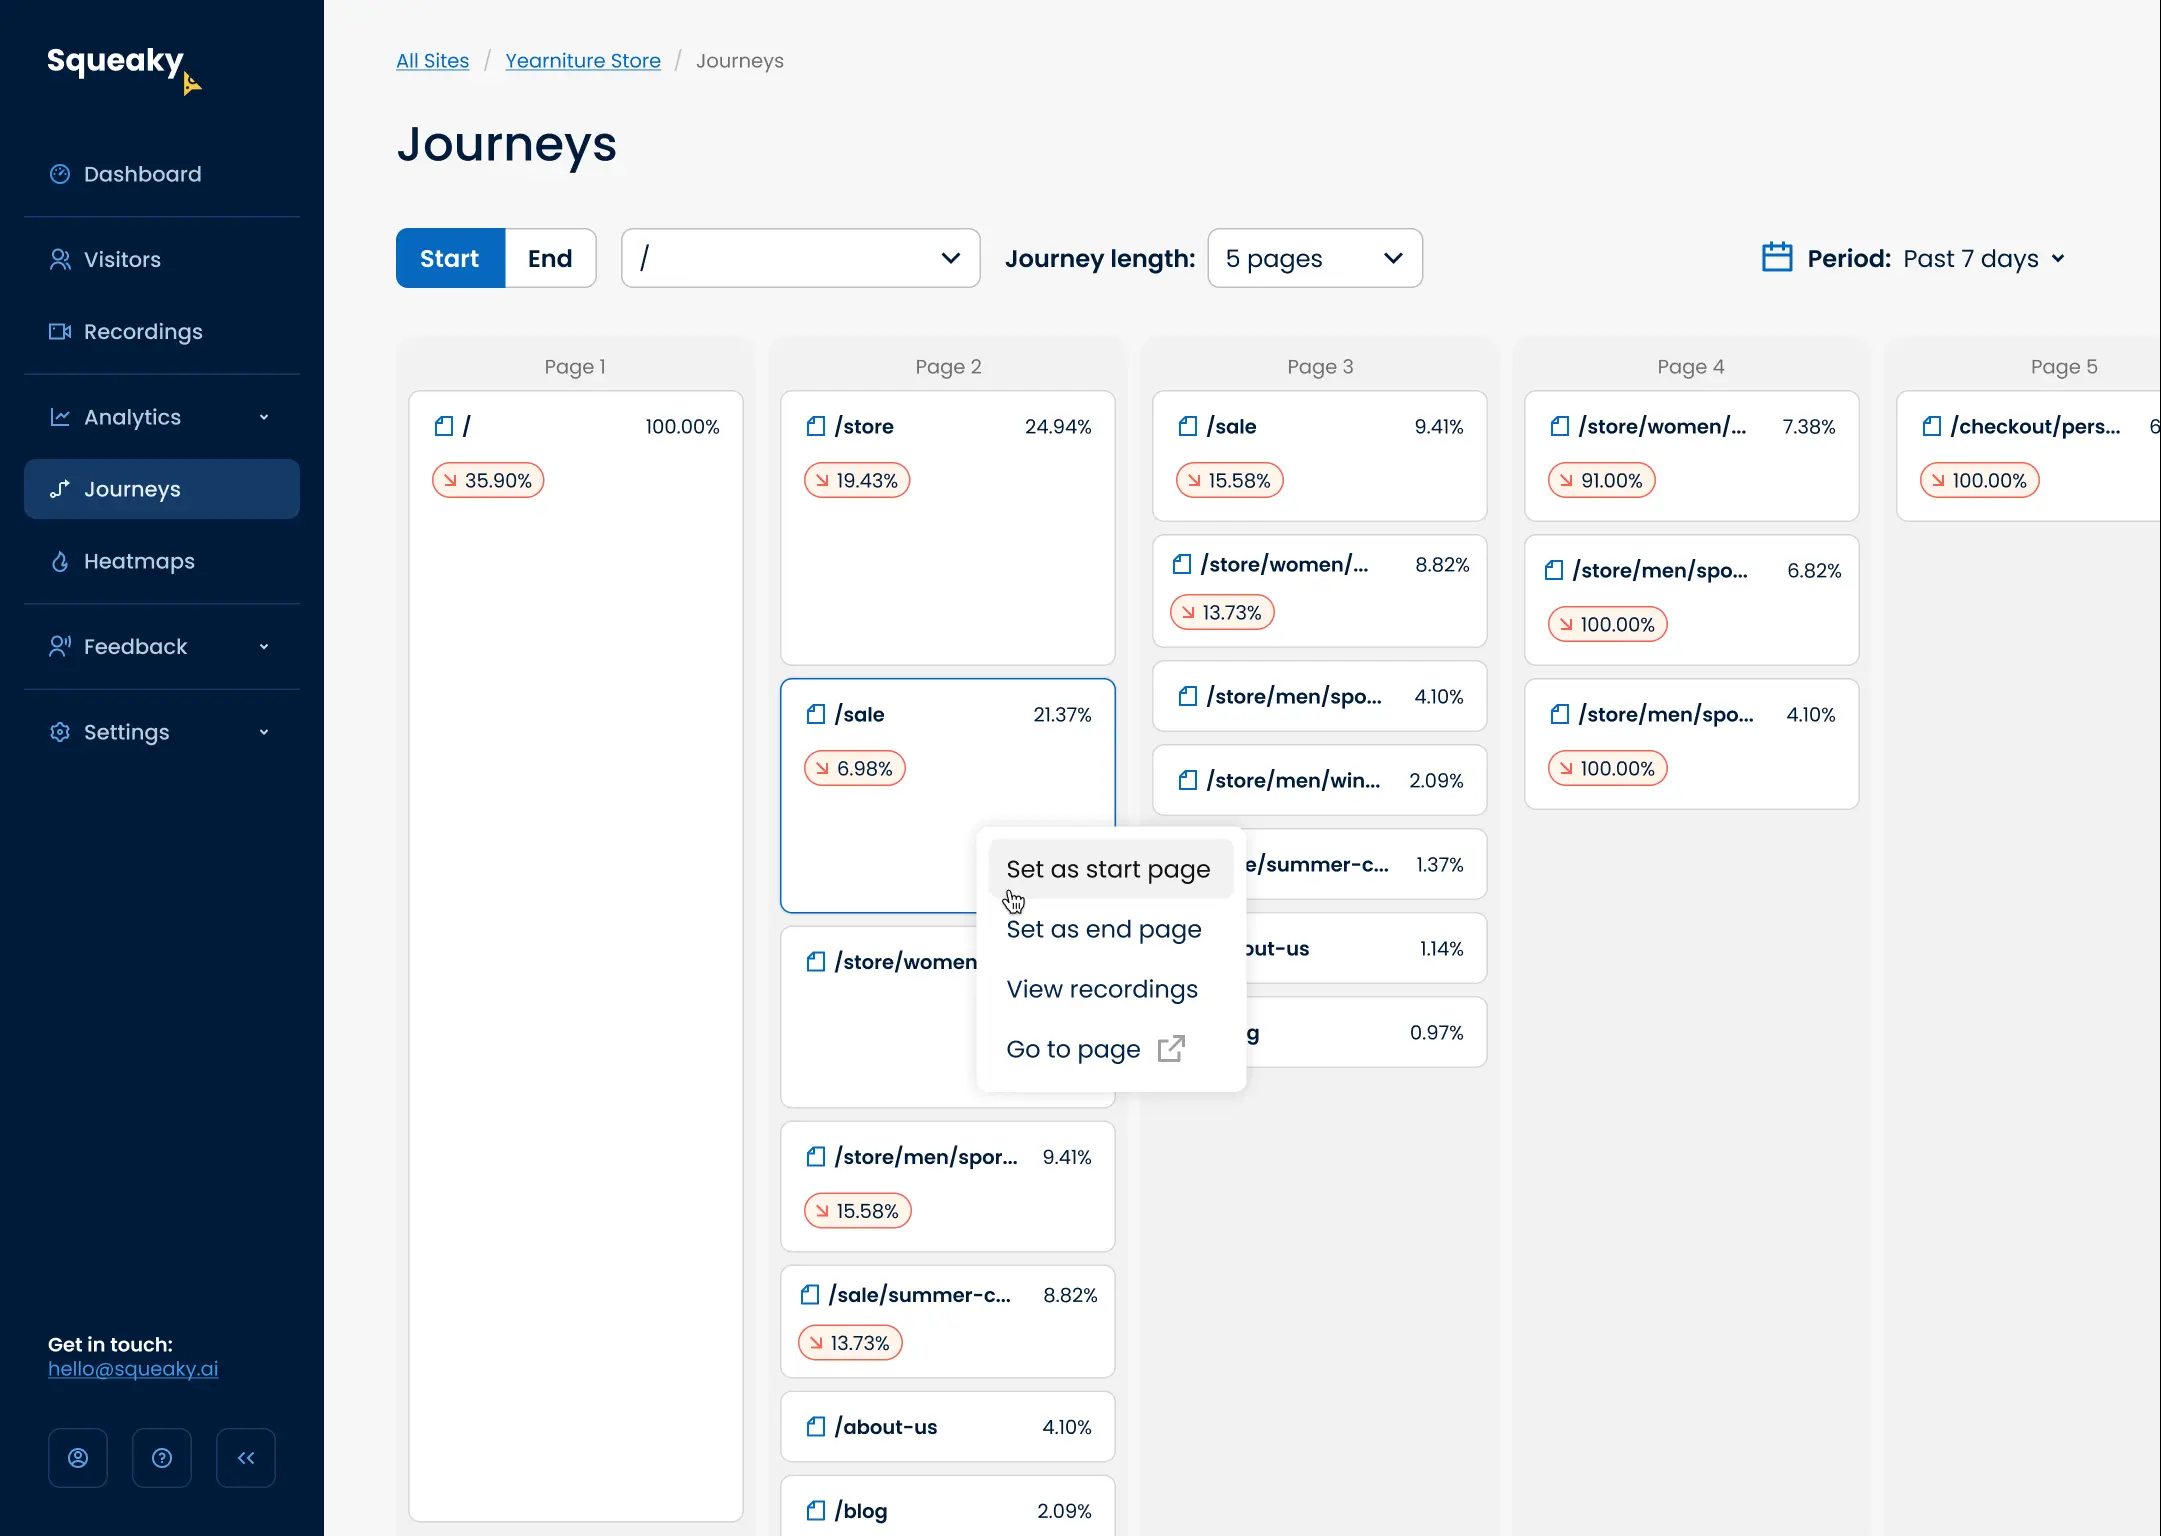 Squeaky
Dashboard
Visitors
Recordings
Analytics
Journeys
Heatmaps
Feedback
Settings
Get in touch:
hello@squeaky.ai
All Sites / Yearniture Store / Journeys
Journeys
Start End / Journey length: 5 pages Period: Past 7 days
Page 1
/ 100.00%
35.90%
Page 2
/store 24.94%
19.43%
/sale 21.37%
6.98%
/store/women
/store/men/spor... 9.41%
15.58%
/sale/summer-c... 8.82%
13.73%
/about-us 4.10%
/blog 2.09%
Set as start page
Set as end page
View recordings
Go to page
Page 3
/sale 9.41%
15.58%
/store/women/... 8.82%
13.73%
/store/men/spo... 4.10%
/store/men/win... 2.09%
e/summer-c... 1.37%
out-us 1.14%
g 0.97%
Page 4
/store/women/... 7.38%
91.00%
/store/men/spo... 6.82%
100.00%
/store/men/spo... 4.10%
100.00%
Page 5
/checkout/pers... 6
100.00%